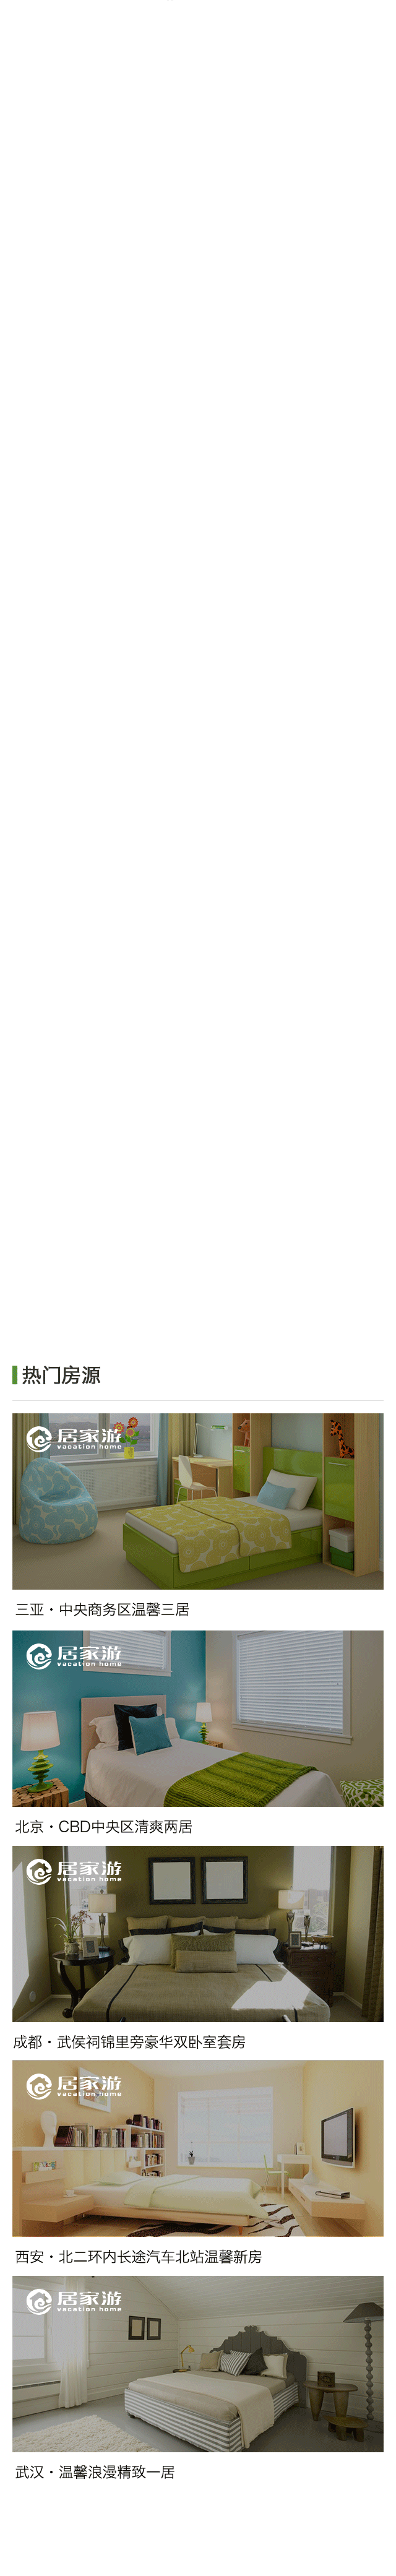 热门房源
居家游
vacation home
三亚·中央商务区温馨三居
居家游
vacation home
北京·CBD中央区清爽两居
居家游
vacation home
成都·武侯祠锦里旁豪华双卧室套房
居家游
vacation home
西安·北二环内长途汽车北站温馨新房
居家游
vacation home
武汉·温馨浪漫精致一居